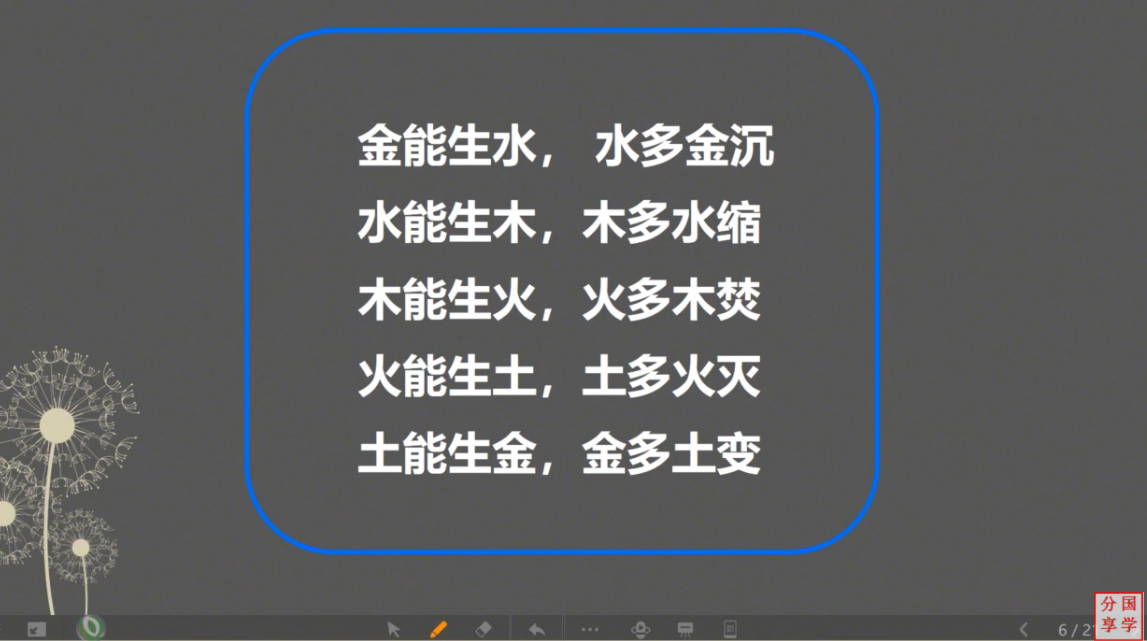 金能生水， 水多金沉
水能生木，木多水缩
木能生火，火多木焚
火能生土，土多火灭
土能生金，金多土变
6/2
分国
享学